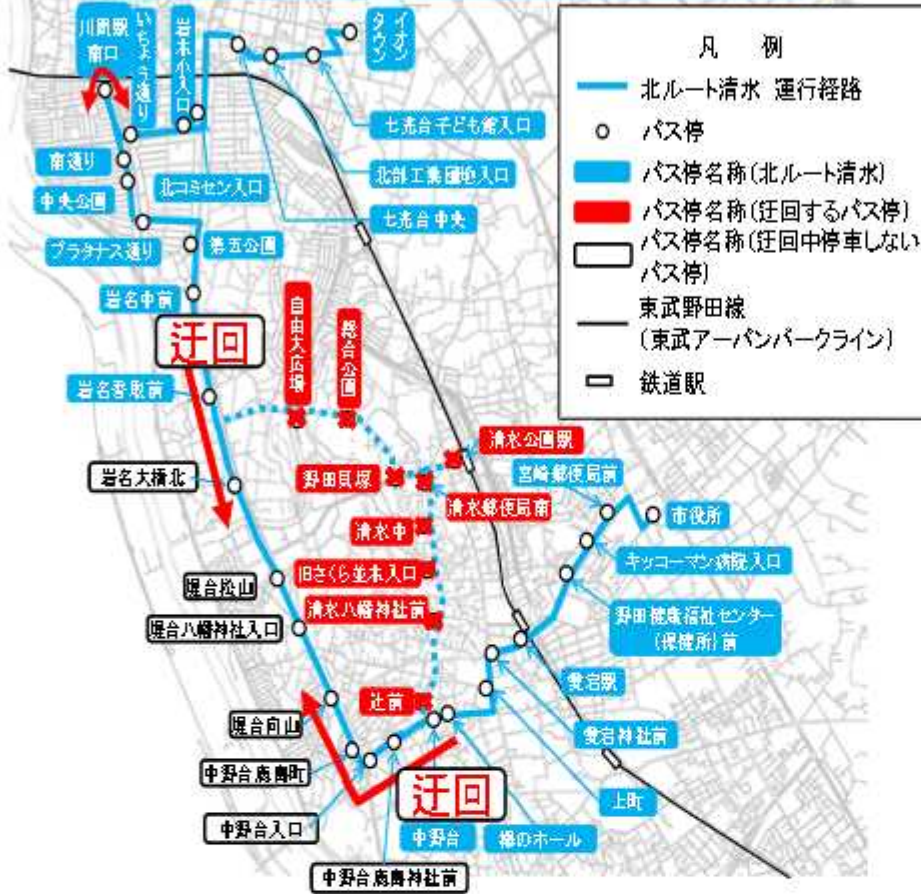 川間駅
南口
いちょう通り
岩木小入口
イオン
タウン
七光台子ども館入口
北部工業団地入口
七光台中央
北コミセン入口
南通り
中央公園
プラタナス通り
第五公園
岩名中前
迂回
岩名香取前
岩名大橋北
堤台松山
堤台八幡神社入口
堤台向山
中野台鹿島町
中野台入口
中野台鹿島神社前
迂回
中野台
欅のホール
上町
愛宕神社前
愛宕駅
野田健康福祉センター
(保健所)前
キッコーマン病院入口
市役所
宮崎郵便局前
自由大広場
総合公園
野田貝塚
清水公園駅
清水郵便局前
清水中
旧さくら並木入口
清水八幡神社前
辻前
凡 例
北ルート清水 運行経路
バス停
バス停名称(北ルート清水)
バス停名称(迂回するバス停)
バス停名称(迂回中停車しない
バス停)
東武野田線
(東武アーバンパークライン)
鉄道駅